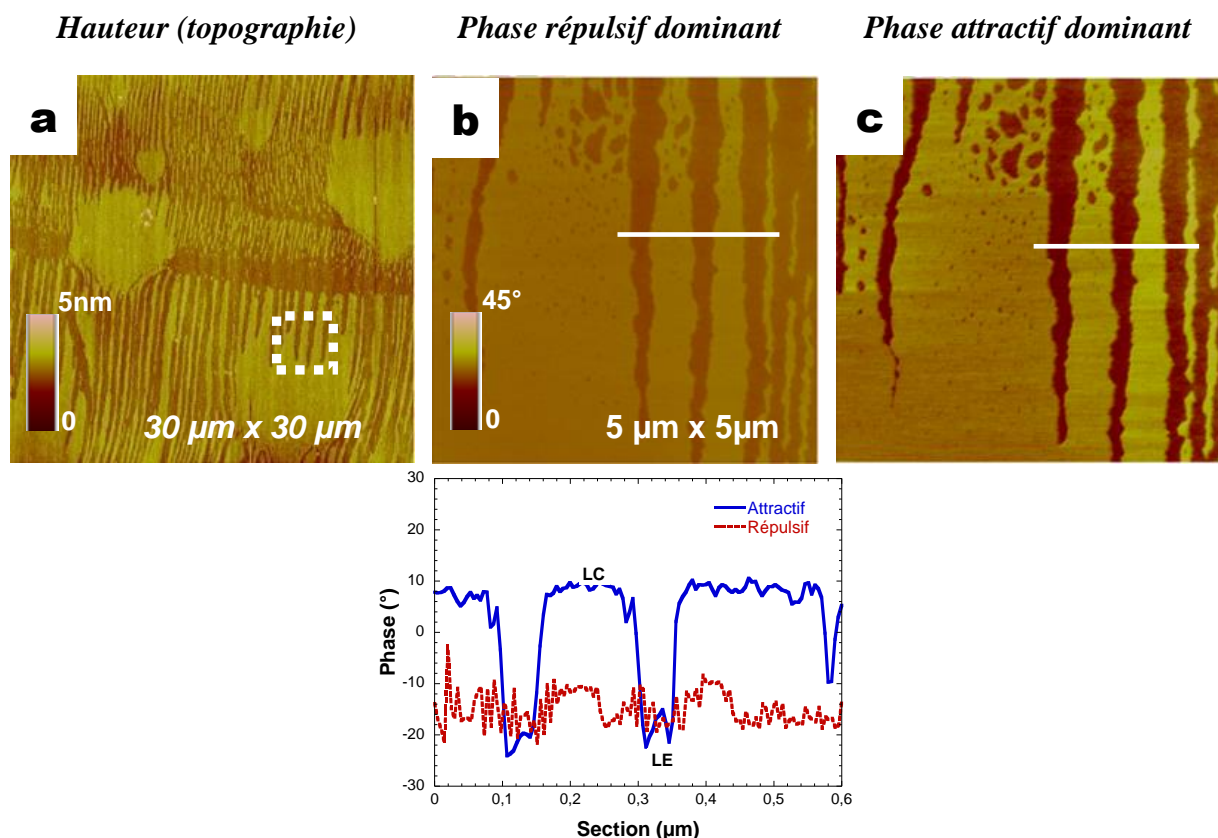 Hauteur (topographie) Phase répulsif dominant Phase attractif dominant
a b c
5nm 45°
0 0
30 µm x 30 µm 5 µm x 5µm
30
Attractif
20 Répulsif
10 LC
0
-10
-20
LE
-30
Phase (°)
0 0,1 0,2 0,3 0,4 0,5 0,6
Section (µm)